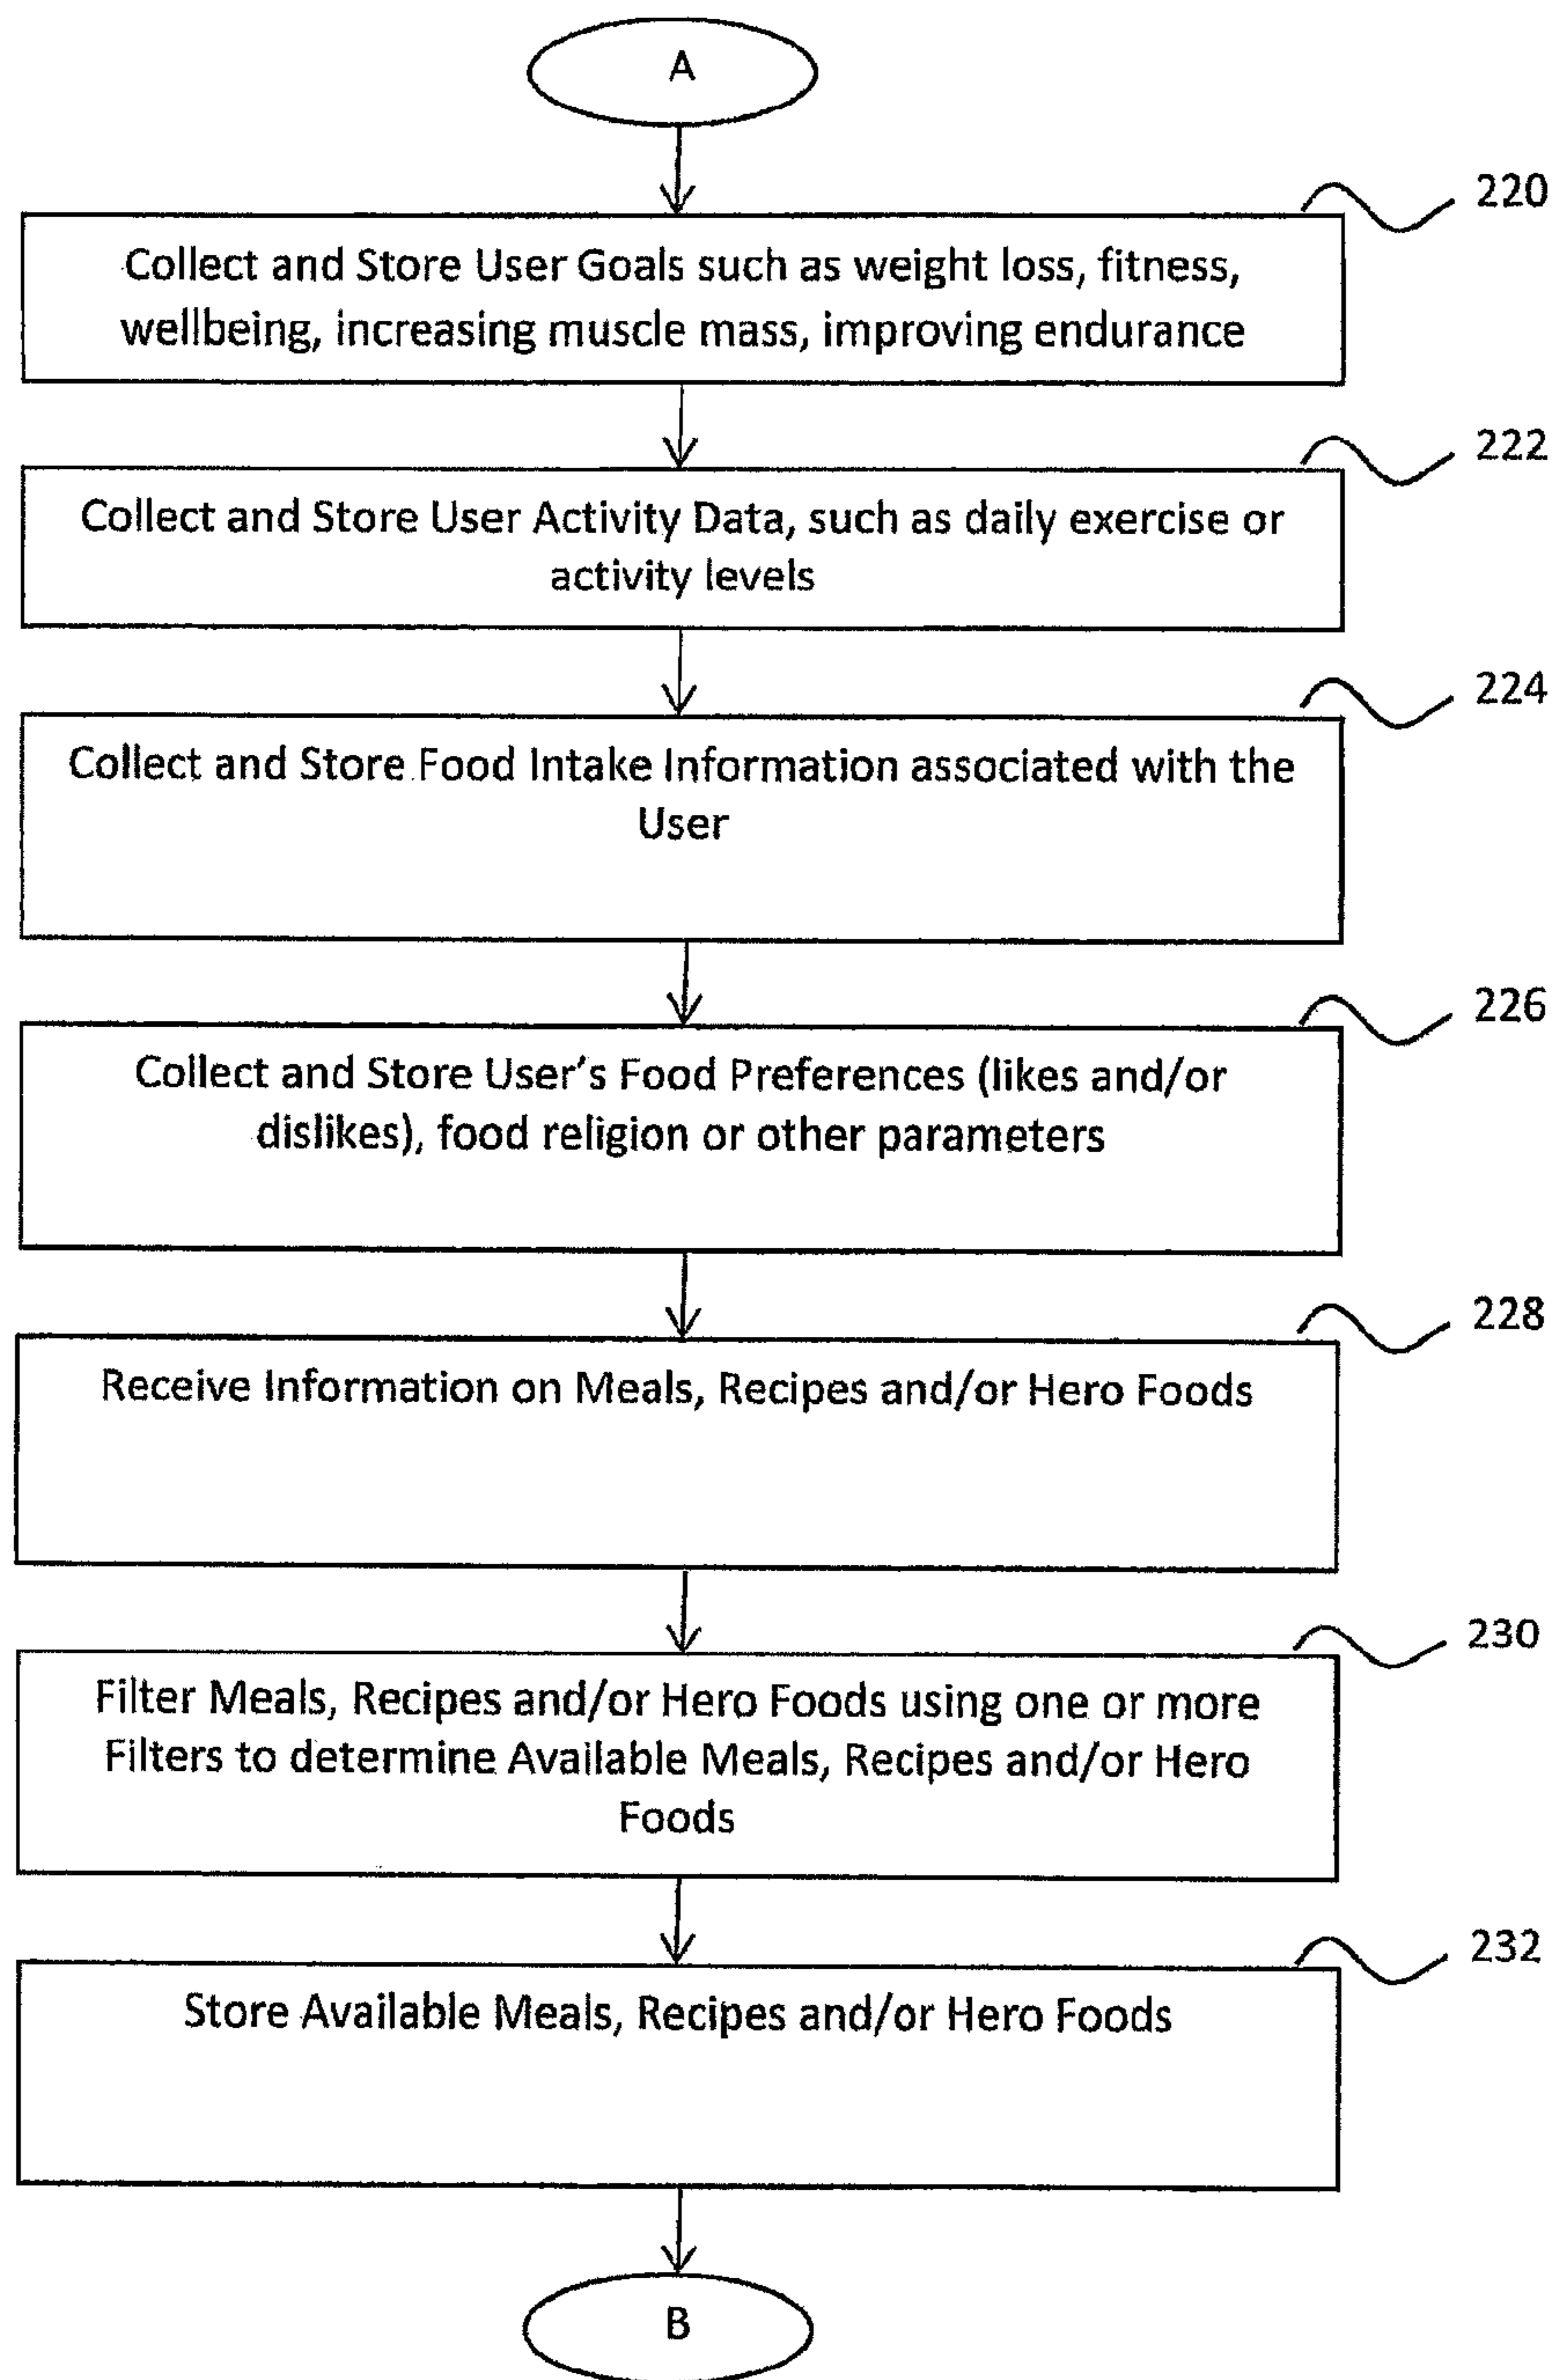 A
220
Collect and Store User Goals such as weight loss, fitness,
wellbeing, increasing muscle mass, improving endurance
222
Collect and Store User Activity Data, such as daily exercise or
activity levels
224
Collect and Store Food Intake Information associated with the
User
226
Collect and Store User's Food Preferences (likes and/or
dislikes), food religion or other parameters
228
Receive Information on Meals, Recipes and/or Hero Foods
230
Filter Meals, Recipes and/or Hero Foods using one or more
Filters to determine Available Meals, Recipes and/or Hero
Foods
232
Store Available Meals, Recipes and/or Hero Foods
B